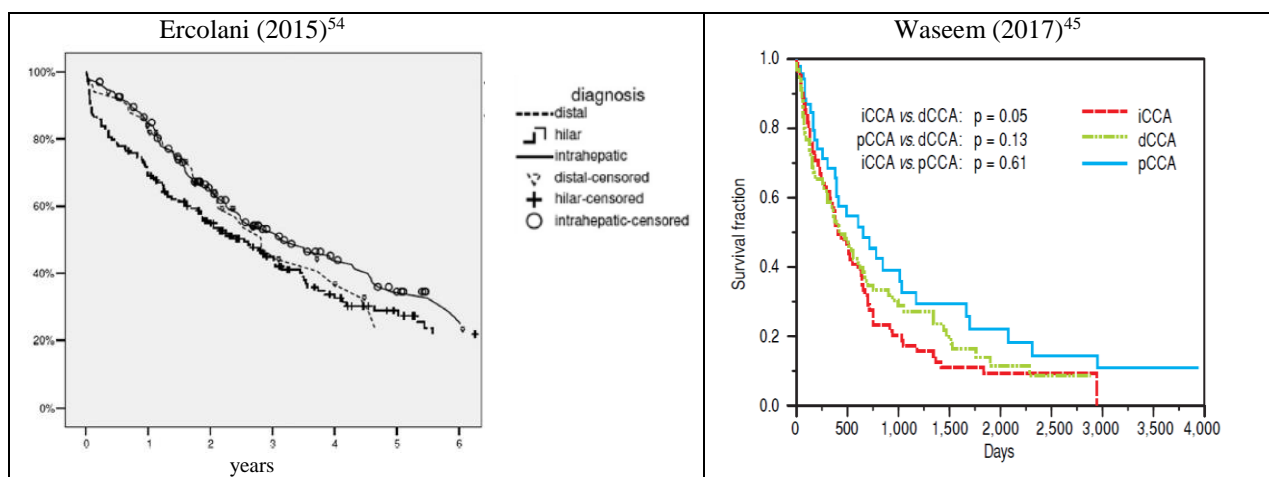 Ercolani (2015)54
100%
80%
60%
40%
20%
0%
0 1 2 3 4 5 6
years
diagnosis
distal
hilar
intrahepatic
distal-censored
hilar-censored
intrahepatic-censored
Waseem (2017)45
Survival fraction
1.0
0.8
0.6
0.4
0.2
0.0
iCCA vs. dCCA: p = 0.05
pCCA vs. dCCA: p = 0.13
iCCA vs. pCCA: p = 0.61
iCCA
dCCA
pCCA
0 500 1,000 1,500 2,000 2,500 3,000 3,500 4,000
Days